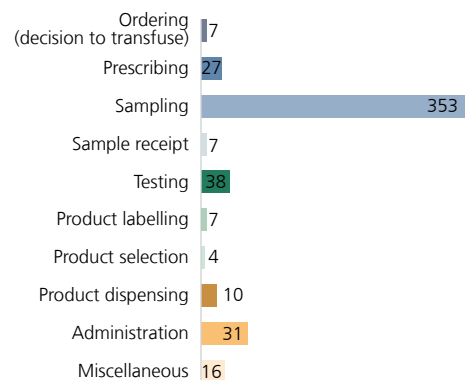 Ordering
(decision to transfuse) 7
Prescribing 27
Sampling 353
Sample receipt 7
Testing 38
Product labelling 7
Product selection 4
Product dispensing 10
Administration 31
Miscellaneous 16